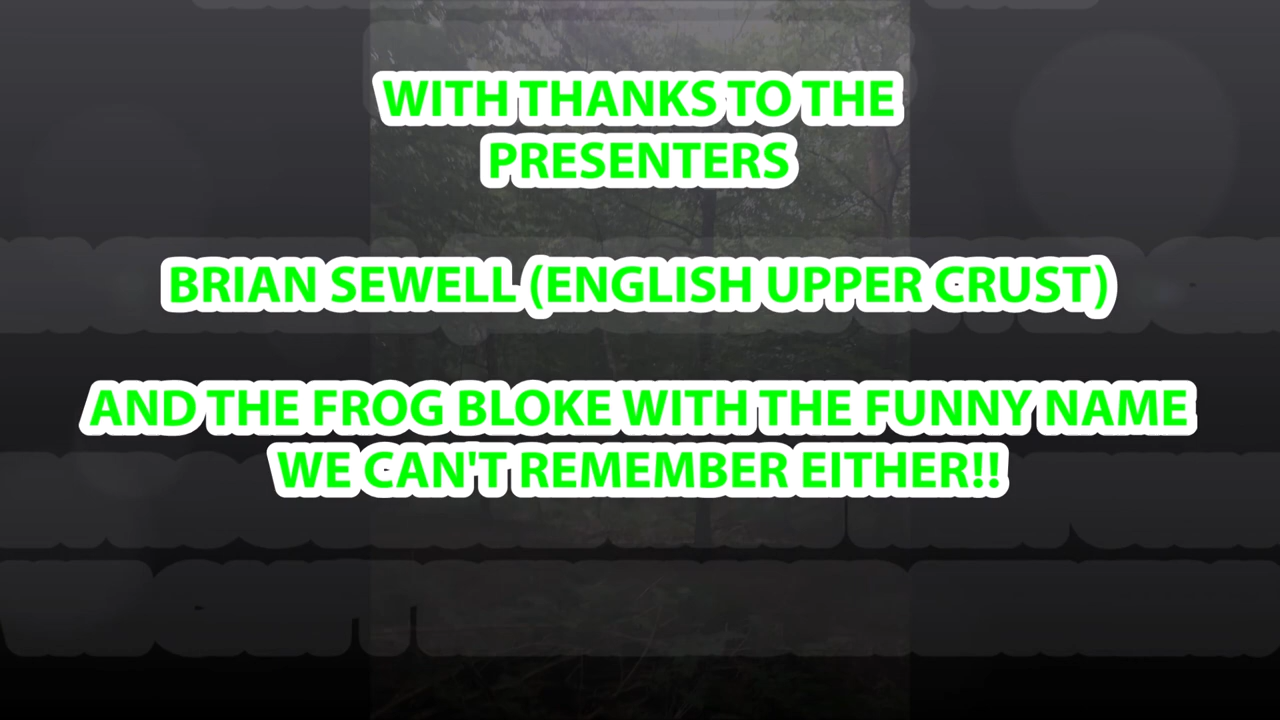 WITH THANKS TO THE
PRESENTERS
BRIAN SEWELL (ENGLISH UPPER CRUST)
AND THE FROG BLOKE WITH THE FUNNY NAME
WE CAN'T REMEMBER EITHER!!